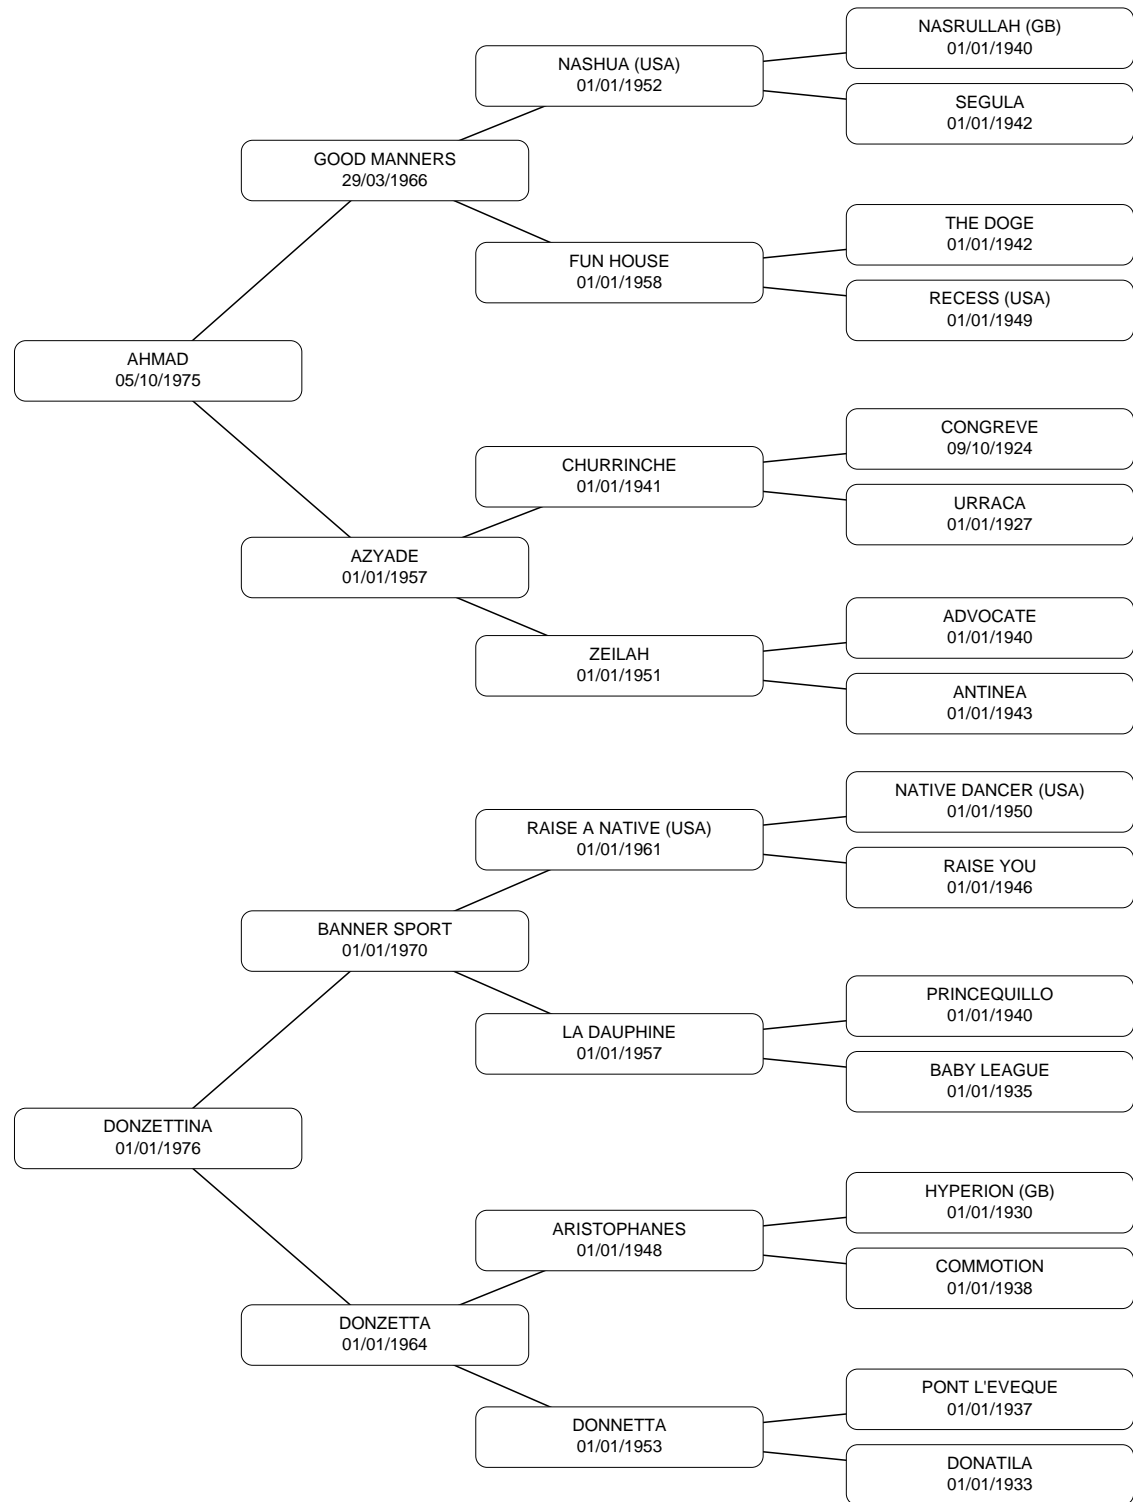 NASRULLAH (GB)
01/01/1940
NASHUA (USA)
01/01/1952
SEGULA
01/01/1942
GOOD MANNERS
29/03/1966
THE DOGE
01/01/1942
FUN HOUSE
01/01/1958
RECESS (USA)
01/01/1949
AHMAD
05/10/1975
CONGREVE
09/10/1924
CHURRINCHE
01/01/1941
URRACA
01/01/1927
AZYADE
01/01/1957
ADVOCATE
01/01/1940
ZEILAH
01/01/1951
ANTINEA
01/01/1943
NATIVE DANCER (USA)
01/01/1950
RAISE A NATIVE (USA)
01/01/1961
RAISE YOU
01/01/1946
BANNER SPORT
01/01/1970
PRINCEQUILLO
01/01/1940
LA DAUPHINE
01/01/1957
BABY LEAGUE
01/01/1935
DONZETTINA
01/01/1976
HYPERION (GB)
01/01/1930
ARISTOPHANES
01/01/1948
COMMOTION
01/01/1938
DONZETTA
01/01/1964
PONT L'EVEQUE
01/01/1937
DONNETTA
01/01/1953
DONATILA
01/01/1933